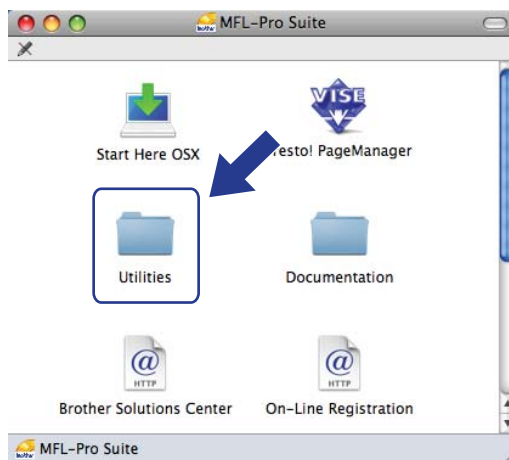 MFL-Pro Suite
VISE
Start Here OSX
resto! PageManager
Utilities
Documentation
@
HTTP
@
HTTP
Brother Solutions Center
On-Line Registration
MFL-Pro Suite